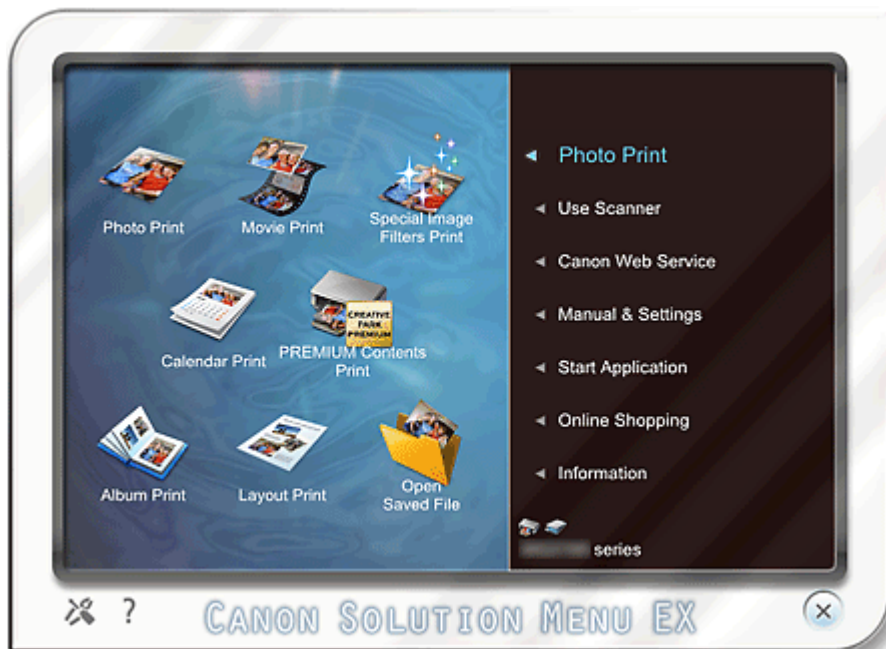 Photo Print
Movie Print
Special Image
Filters Print
Calendar Print
CREATIVE
PARK
PREMIUM
PREMIUM Contents
Print
Album Print
Layout Print
Open
Saved File
Photo Print
Use Scanner
Canon Web Service
Manual & Settings
Start Application
Online Shopping
Information
series
?
CANON SOLUTION MENU EX